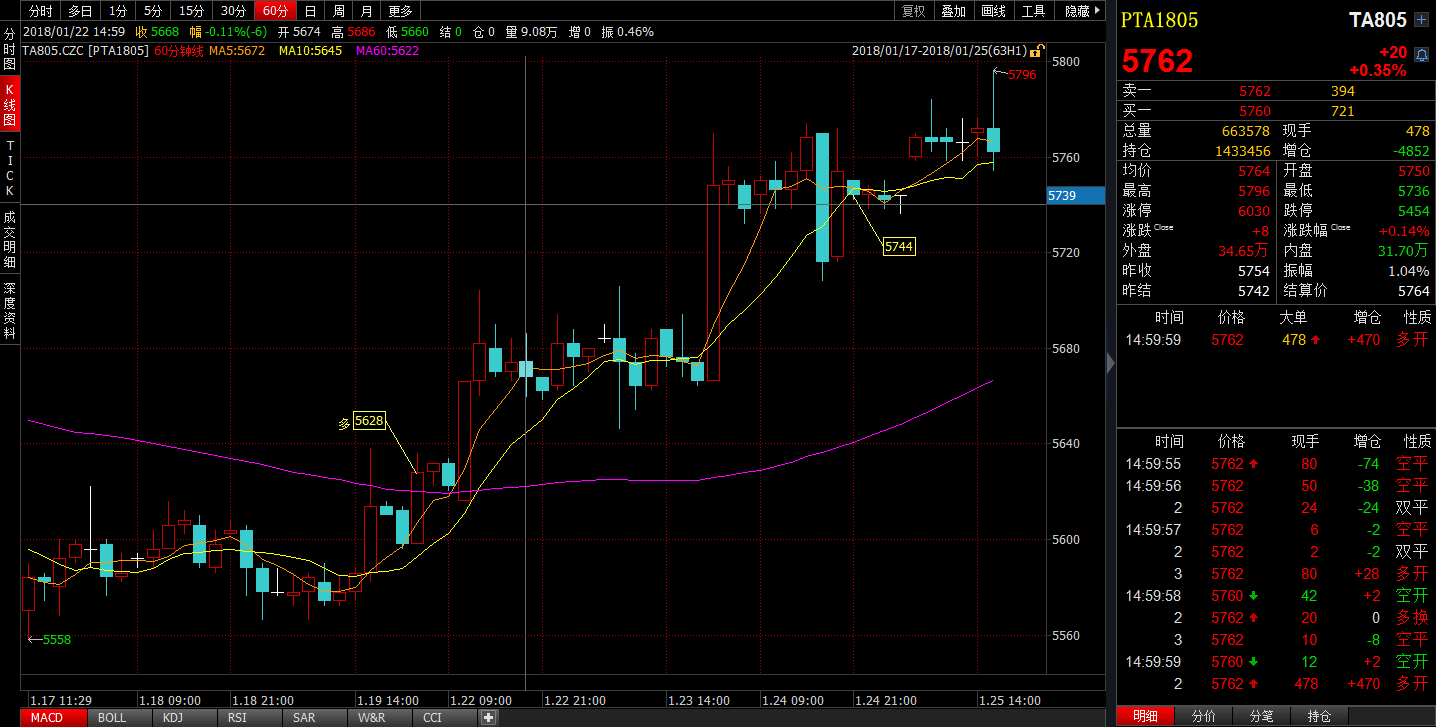 分时 多日 1分 5分 15分 30分 60分 日 周 月 更多 复权 叠加 画线 工具 隐藏
2018/01/22 14:59 收 5668 幅 -0.11%(-6) 开 5674 高 5686 低 5660 结 0 仓 0 量 9.08万 增 0 振 0.46%
TA805.CZC [PTA1805] 60分钟线 MA5:5672 MA10:5645 MA60:5622 2018/01/17-2018/01/25(63H1)
分时图
K线图
TICK
成交明细
深度资料
5800
5796
5760
5739
5744
5720
5680
5640
多 5628
5600
5560
5558
1.17 11:29 1.18 09:00 1.18 21:00 1.19 14:00 1.22 09:00 1.22 21:00 1.23 14:00 1.24 09:00 1.24 21:00 1.25 14:00
MACD BOLL KDJ RSI SAR W&R CCI +
PTA1805 TA805 +
5762 +20
+0.35%
卖一 5762 394
买一 5760 721
总量 663578 现手 478
持仓 1433456 增仓 -4852
均价 5764 开盘 5750
最高 5796 最低 5736
涨停 6030 跌停 5454
涨跌 Close +8 涨跌幅 Close +0.14%
外盘 34.65万 内盘 31.70万
昨收 5754 振幅 1.04%
昨结 5742 结算价 5764
时间 价格 大单 增仓 性质
14:59:59 5762 478 +470 多开
时间 价格 现手 增仓 性质
14:59:55 5762 80 -74 空平
14:59:56 5762 50 -38 空平
2 5762 24 -24 双平
14:59:57 5762 6 -2 空平
2 5762 2 -2 双平
3 5762 80 +28 多开
14:59:58 5760 42 +2 空开
2 5762 20 0 多换
3 5762 10 -8 空平
14:59:59 5760 12 +2 空开
2 5762 478 +470 多开
明细 分价 分笔 持仓